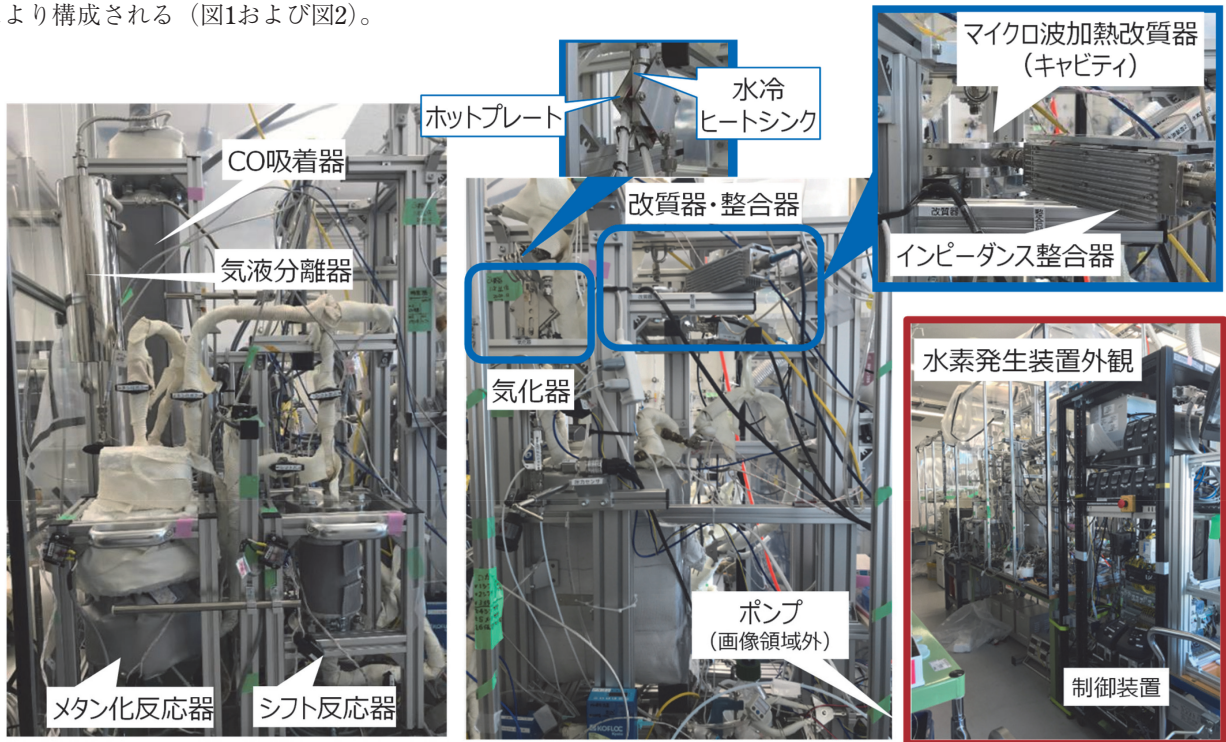 より構成される（図1および図2）。
マイクロ波加熱改質器
（キャビティ）
ホットプレート
水冷
ヒートシンク
CO吸着器
改質器・整合器
改質器
インピーダンス整合器
気液分離器
水素発生装置外観
気化器
ポンプ
（画像領域外）
制御装置
メタン化反応器
シフト反応器
KOFLOC